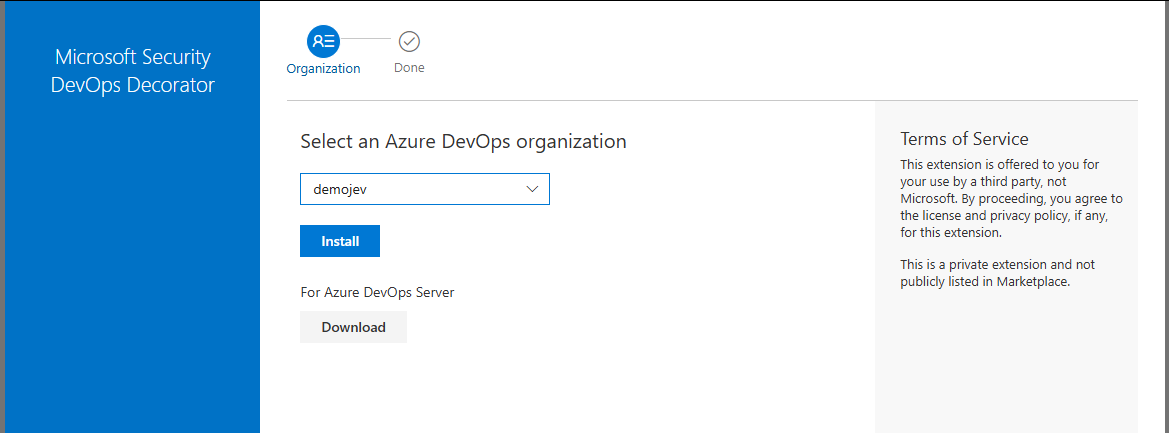 Microsoft Security
DevOps Decorator
Organization
Done
Select an Azure DevOps organization
demojev
Install
For Azure DevOps Server
Download
Terms of Service
This extension is offered to you for
your use by a third party, not
Microsoft. By proceeding, you agree to
the license and privacy policy, if any,
for this extension.
This is a private extension and not
publicly listed in Marketplace.